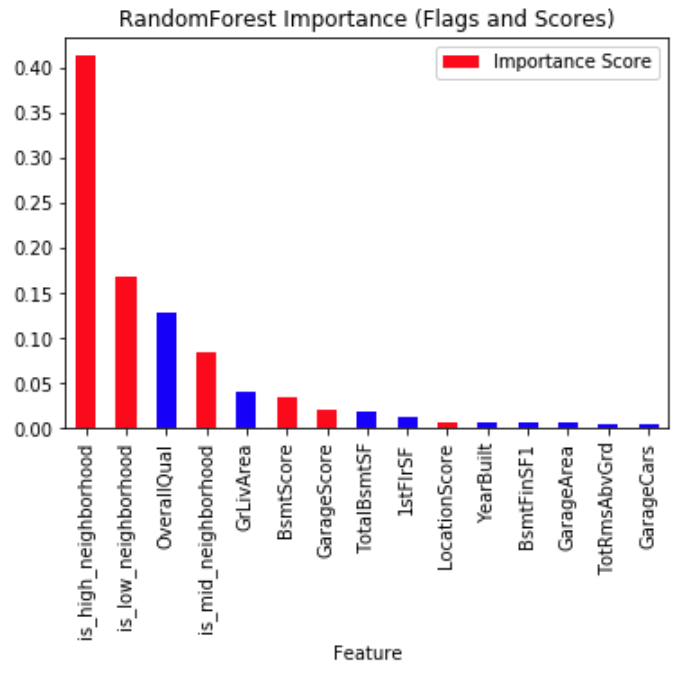 RandomForest Importance (Flags and Scores)
Importance Score
0.40
0.35
0.30
0.25
0.20
0.15
0.10
0.05
0.00
is_high_neighborhood
is_low_neighborhood
OverallQual
is_mid_neighborhood
GrLivArea
BsmtScore
GarageScore
TotalBsmtSF
1stFlrSF
LocationScore
YearBuilt
BsmtFinSF1
GarageArea
TotRmsAbvGrd
GarageCars
Feature